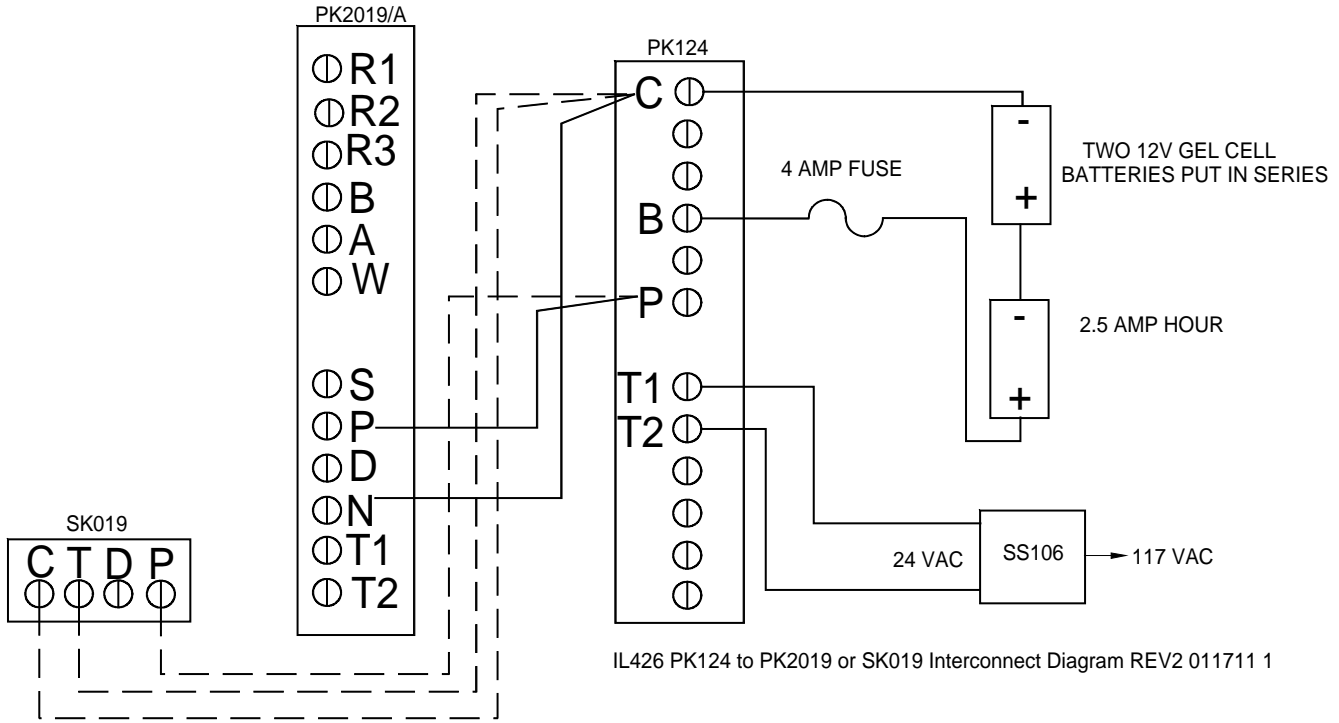 PK2019/A
R1
R2
R3
B
A
W
S
P
D
N
T1
T2
PK124
C
B
P
T1
T2
4 AMP FUSE
-
+
TWO 12V GEL CELL
BATTERIES PUT IN SERIES
-
+
2.5 AMP HOUR
24 VAC
SS106
117 VAC
SK019
C T D P
IL426 PK124 to PK2019 or SK019 Interconnect Diagram REV2 011711 1